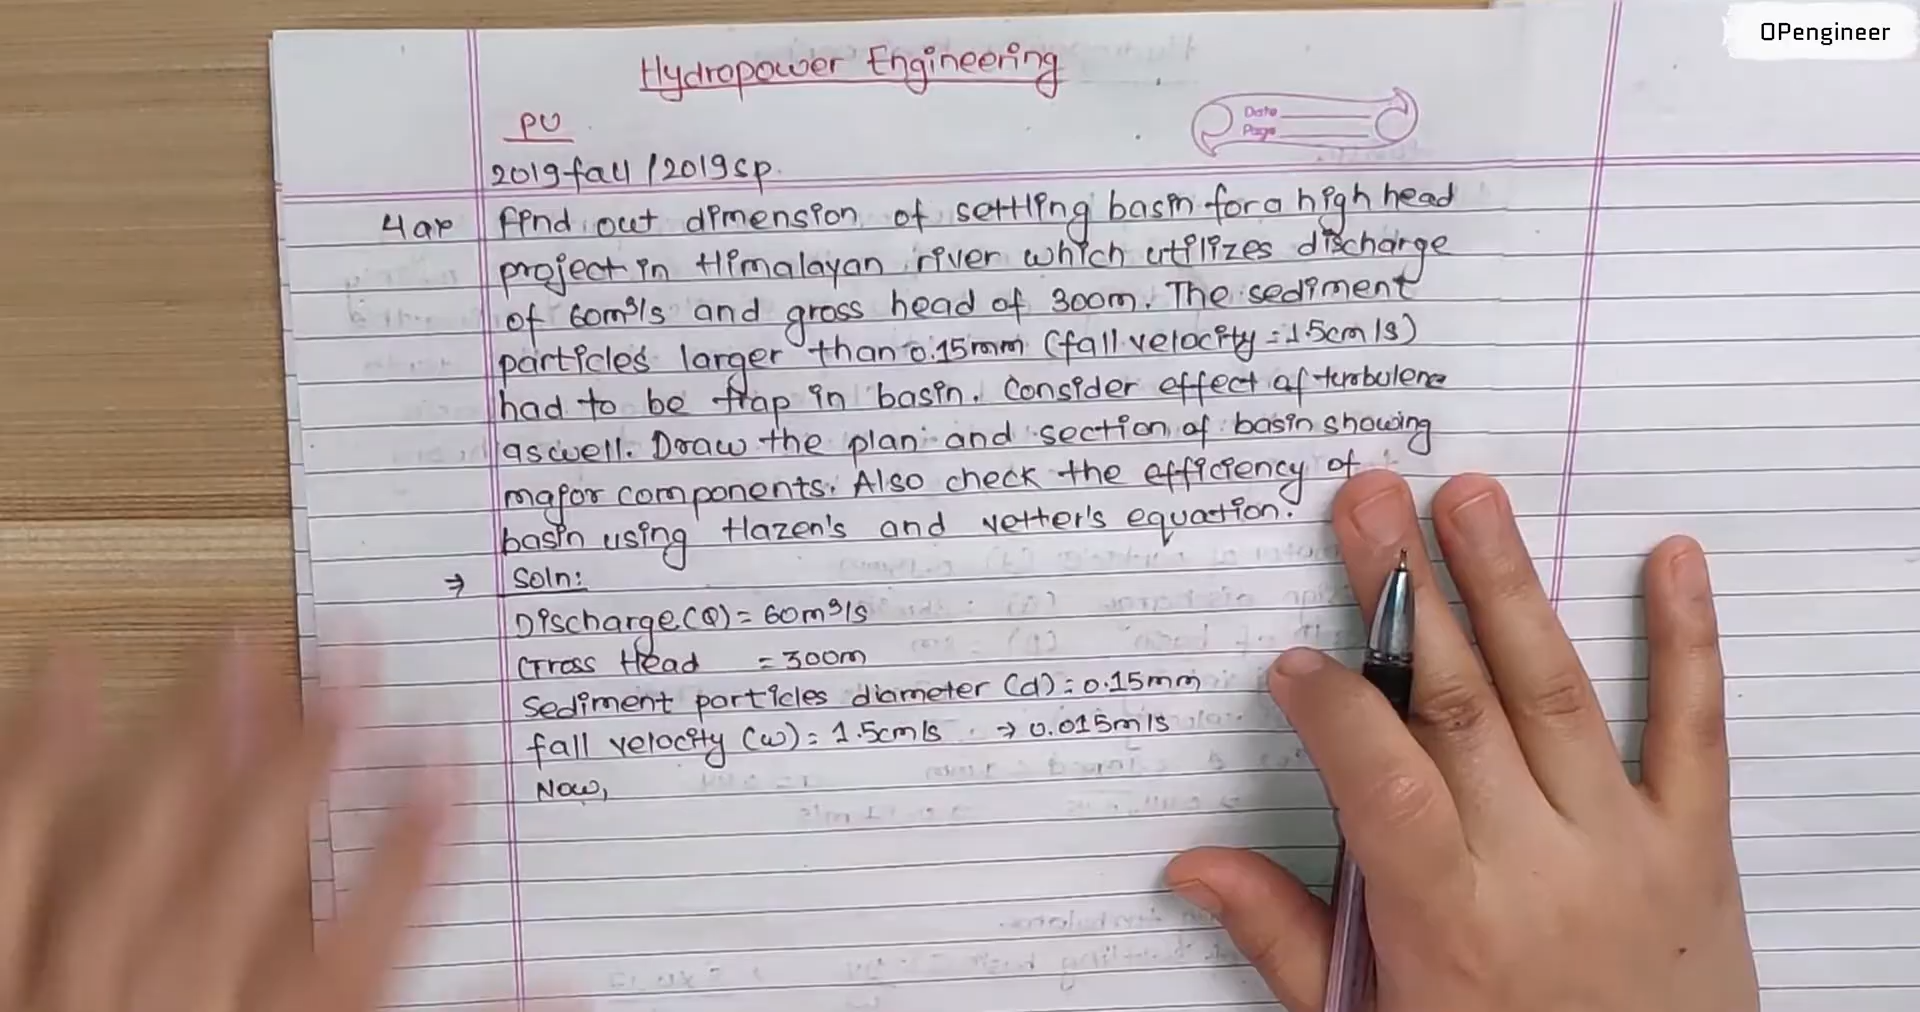 OPengineer
Hydropower Engineering
PU
Date
Page
2019 fall / 2019 sp.
4 a> Find out dimension of settling basin for a high head
project in Himalayan river which utilizes discharge
of 60m³/s and gross head of 300m. The sediment
particles larger than 0.15mm (fall velocity = 1.5cm/s)
had to be trap in basin. Consider effect of turbulence
aswell. Draw the plan and section of basin showing
major components. Also check the efficiency of
basin using Hazen's and Vetter's equation.
→ Soln:
Discharge (Q) = 60m³/s
Gross Head = 300m
Sediment particles diameter (d) = 0.15mm
fall velocity (w) = 1.5cm/s → 0.015m/s
Now,